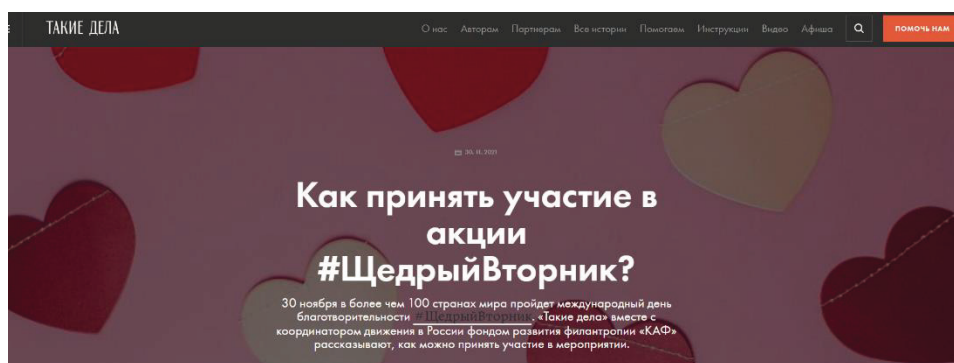 ТАКИЕ ДЕЛА
О нас Авторам Партнерам Все истории Помогаем Инструкции Видео Афиша ПОМОЧЬ НАМ
30. 11. 2021
Как принять участие в
акции
#ЩедрыйВторник?
30 ноября в более чем 100 странах мира пройдет международный день
благотворительности #ЩедрыйВторник. «Такие дела» вместе с
координатором движения в России фондом развития филантропии «КАФ»
рассказывают, как можно принять участие в мероприятии.